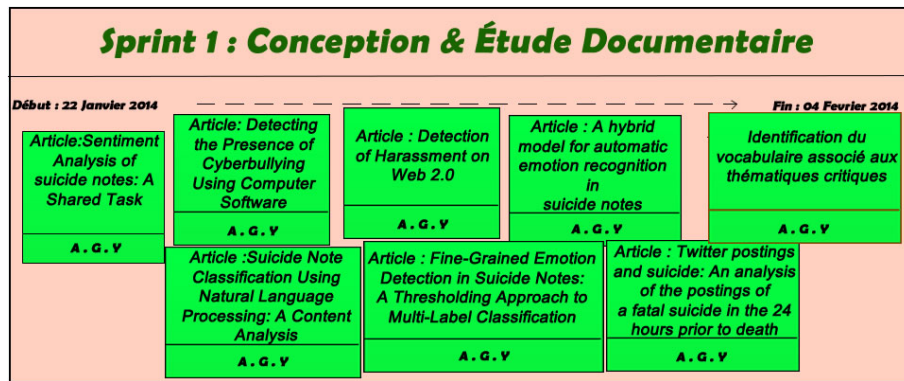 Sprint 1 : Conception & Étude Documentaire
Début : 22 Janvier 2014
Fin : 04 Fevrier 2014
Article:Sentiment
Analysis of
suicide notes: A
Shared Task
A . G . Y
Article: Detecting
the Presence of
Cyberbullying
Using Computer
Software
A . G . Y
Article : Detection
of Harassment on
Web 2.0
A . G . Y
Article : A hybrid
model for automatic
emotion recognition
in
suicide notes
A . G . Y
Identification du
vocabulaire associé aux
thématiques critiques
A . G . Y
Article :Suicide Note
Classification Using
Natural Language
Processing: A Content
Analysis
A . G . Y
Article : Fine-Grained Emotion
Detection in Suicide Notes:
A Thresholding Approach to
Multi-Label Classification
A . G . Y
Article : Twitter postings
and suicide: An analysis
of the postings of
a fatal suicide in the 24
hours prior to death
A . G . Y